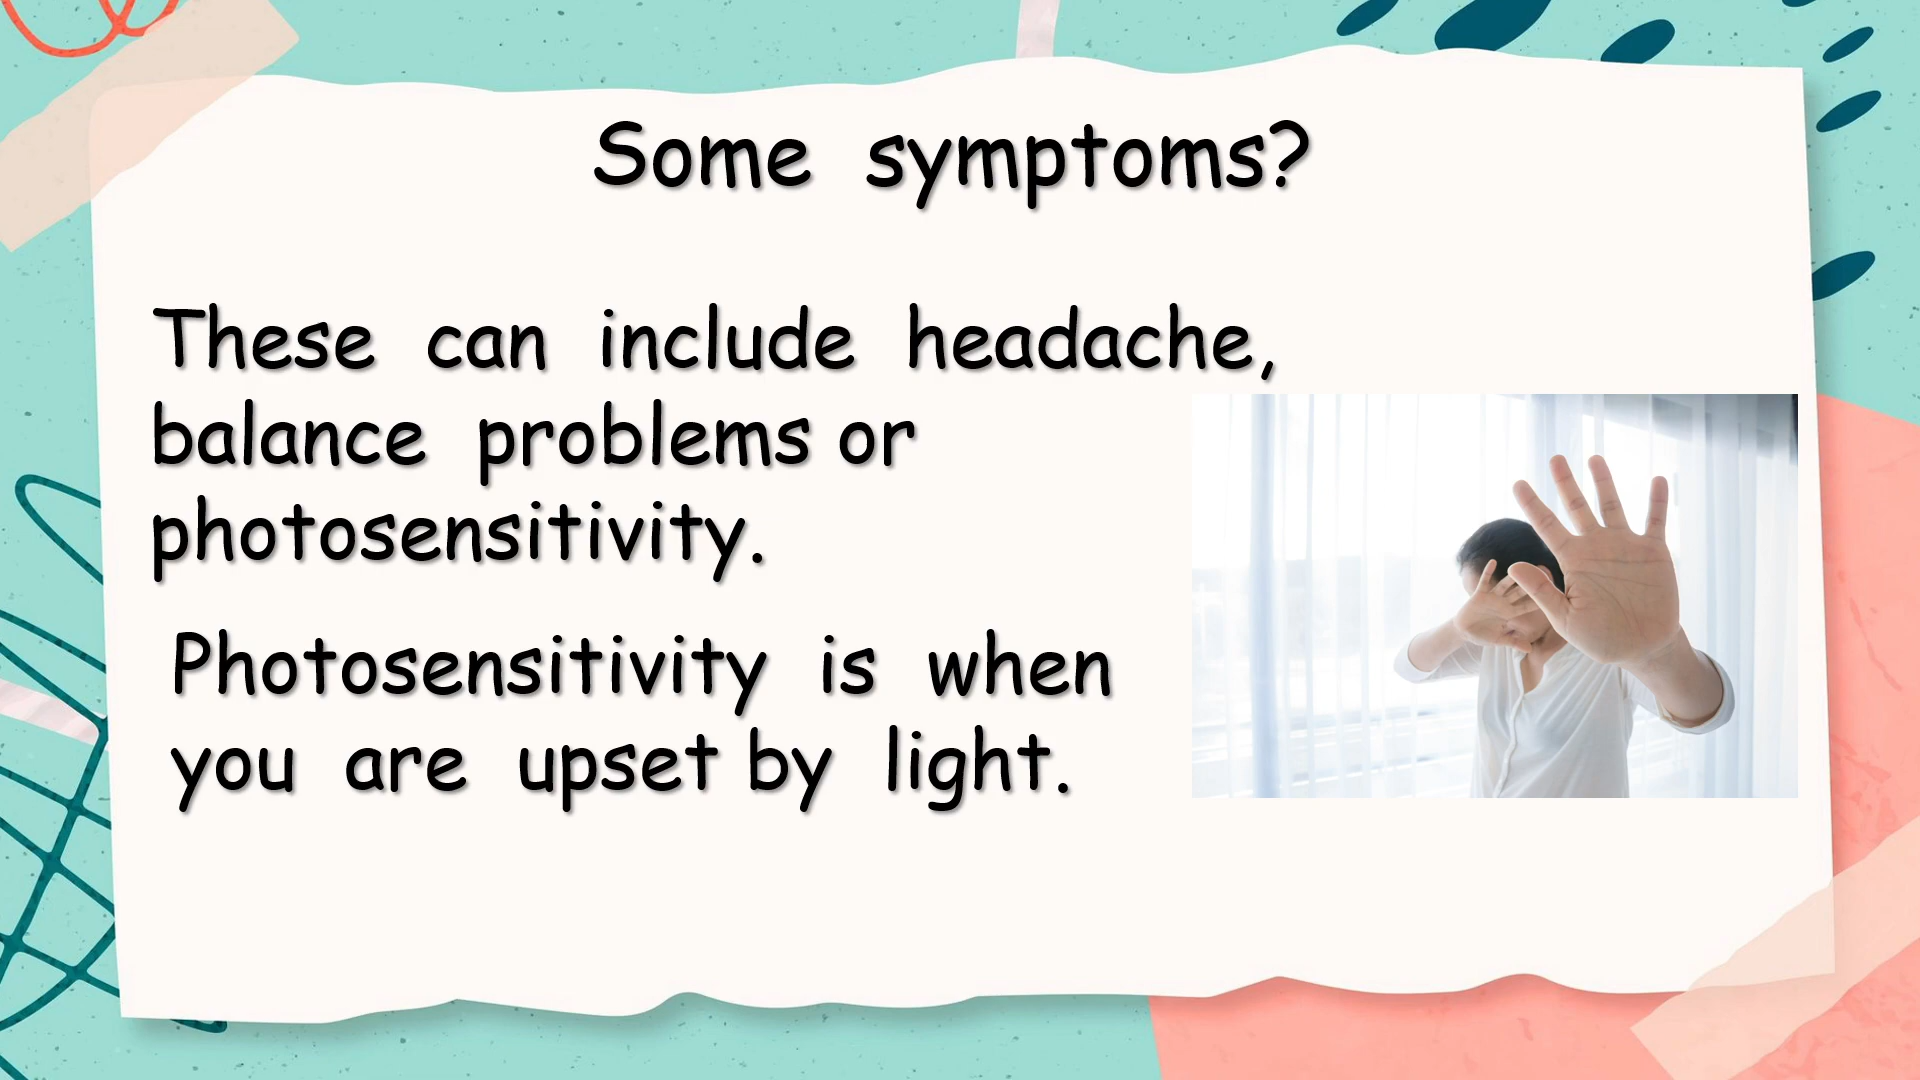 Some symptoms?
These can include headache,
balance problems or
photosensitivity.
Photosensitivity is when
you are upset by light.